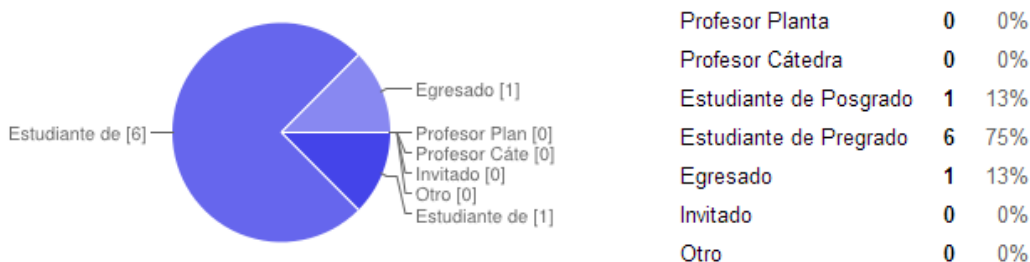 Estudiante de [6]
Egresado [1]
Profesor Plan [0]
Profesor Cáte [0]
Invitado [0]
Otro [0]
Estudiante de [1]
Profesor Planta 0 0%
Profesor Cátedra 0 0%
Estudiante de Posgrado 1 13%
Estudiante de Pregrado 6 75%
Egresado 1 13%
Invitado 0 0%
Otro 0 0%